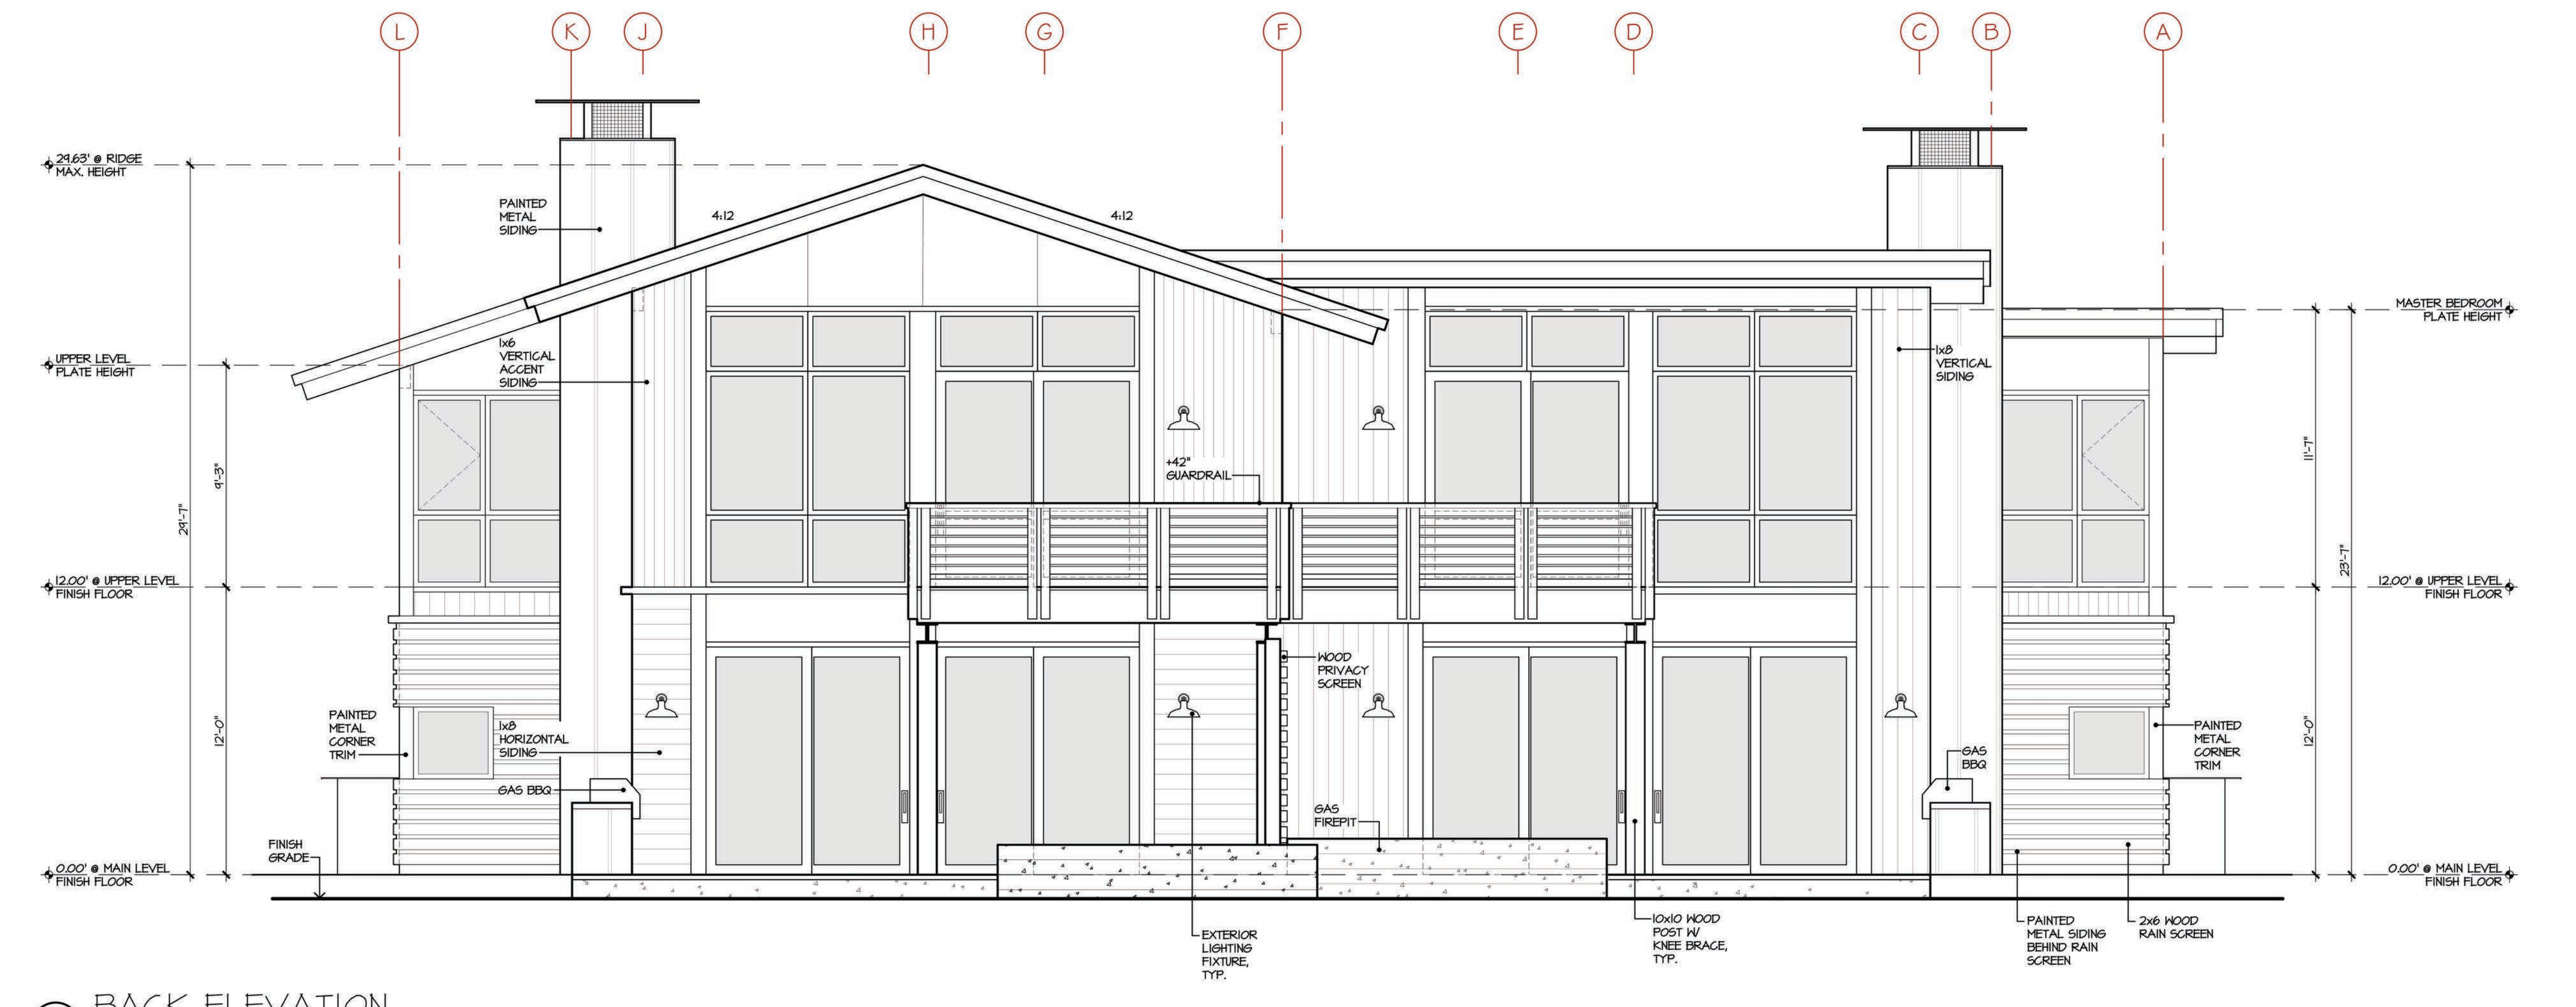 L
K
J
H
G
F
E
D
C
B
A
29.63' @ RIDGE
MAX. HEIGHT
PAINTED
METAL
SIDING
4:12
4:12
MASTER BEDROOM
PLATE HEIGHT
UPPER LEVEL
PLATE HEIGHT
1x6
VERTICAL
ACCENT
SIDING
1x8
VERTICAL
SIDING
+42"
GUARDRAIL
9'-3"
29'-7"
11'-7"
23'-7"
12.00' @ UPPER LEVEL
FINISH FLOOR
12.00' @ UPPER LEVEL
FINISH FLOOR
WOOD
PRIVACY
SCREEN
PAINTED
METAL
CORNER
TRIM
12'-0"
1x8
HORIZONTAL
SIDING
12'-0"
PAINTED
METAL
CORNER
TRIM
GAS
BBQ
GAS BBQ
GAS
FIREPIT
FINISH
GRADE
0.00' @ MAIN LEVEL
FINISH FLOOR
0.00' @ MAIN LEVEL
FINISH FLOOR
EXTERIOR
LIGHTING
FIXTURE,
TYP.
10x10 WOOD
POST W/
KNEE BRACE,
TYP.
PAINTED
METAL SIDING
BEHIND RAIN
SCREEN
2x6 WOOD
RAIN SCREEN
BACK ELEVATION